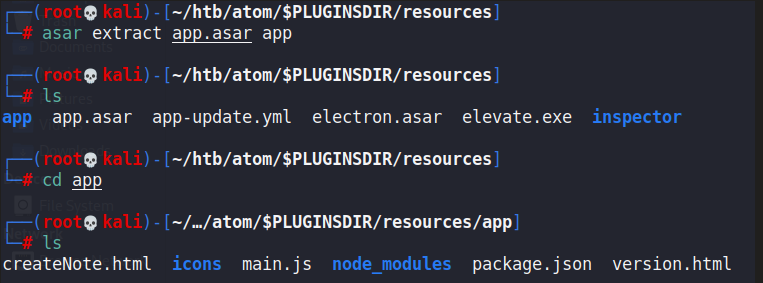 ┌──(root💀kali)-[~/htb/atom/$PLUGINSDIR/resources]
└─# asar extract app.asar app
┌──(root💀kali)-[~/htb/atom/$PLUGINSDIR/resources]
└─# ls
app app.asar app-update.yml electron.asar elevate.exe inspector
┌──(root💀kali)-[~/htb/atom/$PLUGINSDIR/resources]
└─# cd app
┌──(root💀kali)-[~/…/atom/$PLUGINSDIR/resources/app]
└─# ls
createNote.html icons main.js node_modules package.json version.html